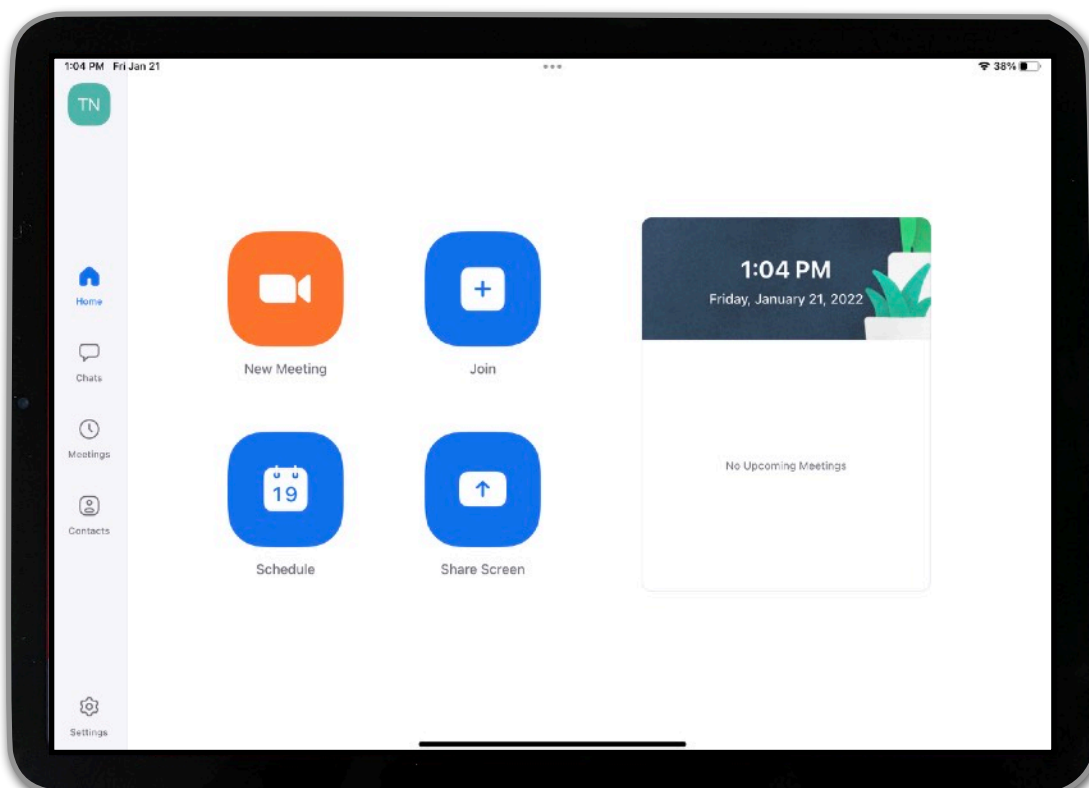 1:04 PM Fri Jan 21
38%
TN
Home
Chats
Meetings
Contacts
Settings
New Meeting
Join
19
Schedule
Share Screen
1:04 PM
Friday, January 21, 2022
No Upcoming Meetings